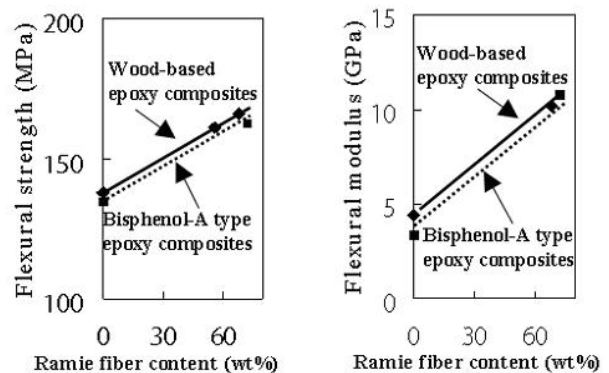 Flexural strength (MPa)
200
150
100
Wood-based
epoxy composites
Bisphenol-A type
epoxy composites
0
30
60
Ramie fiber content (wt%)
Flexural modulus (GPa)
15
10
5
0
Wood-based
epoxy composites
Bisphenol-A type
epoxy composites
0
30
60
Ramie fiber content (wt%)